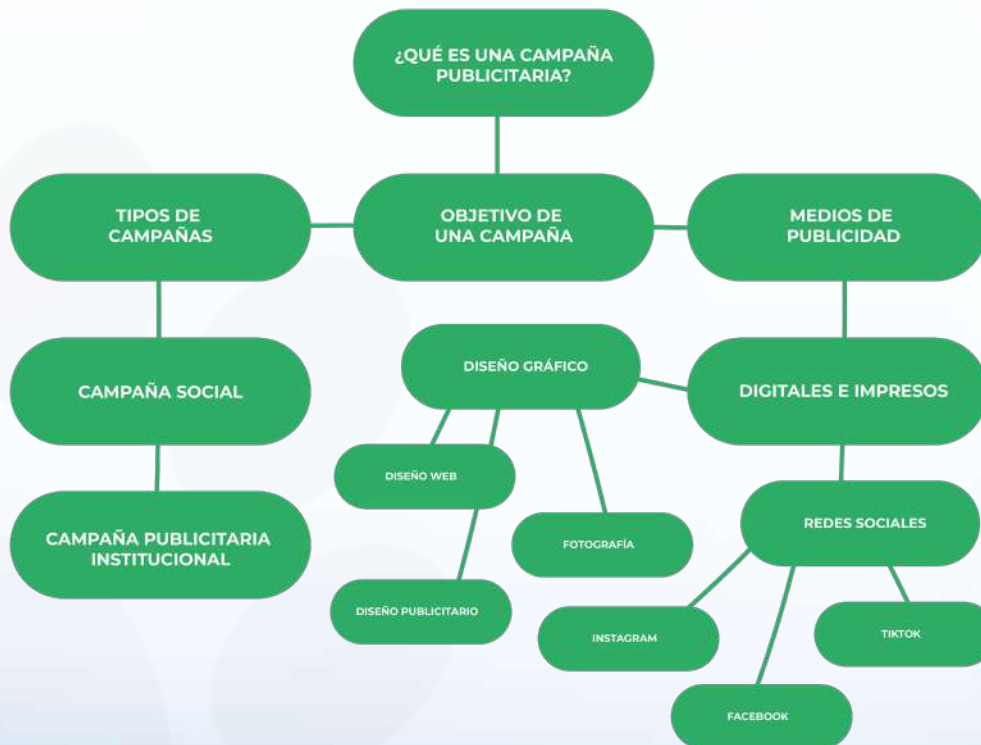 ¿QUÉ ES UNA CAMPAÑA
PUBLICITARIA?
TIPOS DE
CAMPAÑAS
OBJETIVO DE
UNA CAMPAÑA
MEDIOS DE
PUBLICIDAD
CAMPAÑA SOCIAL
DISEÑO GRÁFICO
DIGITALES E IMPRESOS
DISEÑO WEB
CAMPAÑA PUBLICITARIA
INSTITUCIONAL
FOTOGRAFÍA
REDES SOCIALES
DISEÑO PUBLICITARIO
INSTAGRAM
TIKTOK
FACEBOOK